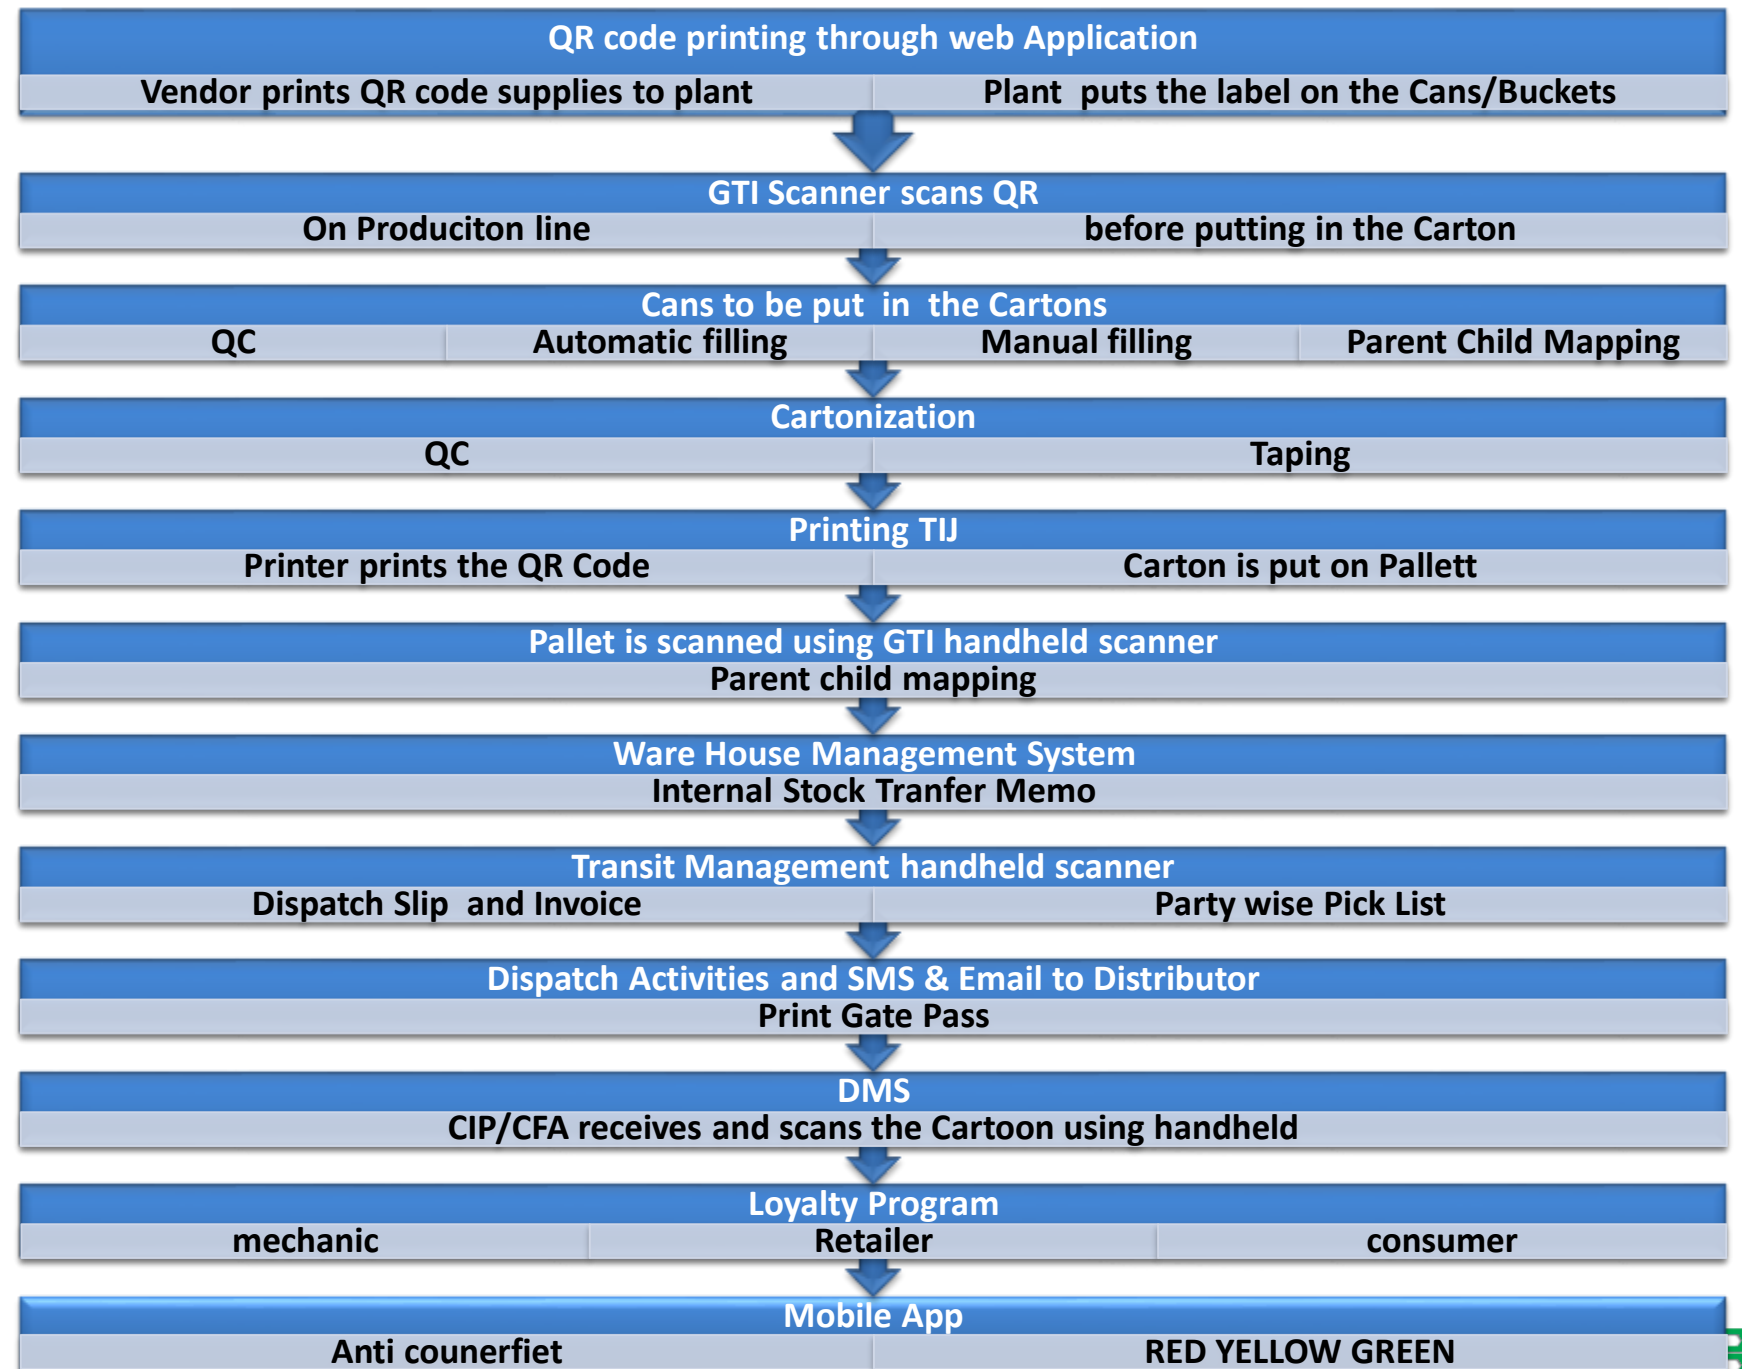 QR code printing through web Application
Vendor prints QR code supplies to plant
Plant puts the label on the Cans/Buckets
GTI Scanner scans QR
On Produciton line
before putting in the Carton
Cans to be put in the Cartons
QC
Automatic filling
Manual filling
Parent Child Mapping
Cartonization
QC
Taping
Printing TIJ
Printer prints the QR Code
Carton is put on Pallett
Pallet is scanned using GTI handheld scanner
Parent child mapping
Ware House Management System
Internal Stock Tranfer Memo
Transit Management handheld scanner
Dispatch Slip and Invoice
Party wise Pick List
Dispatch Activities and SMS & Email to Distributor
Print Gate Pass
DMS
CIP/CFA receives and scans the Cartoon using handheld
Loyalty Program
mechanic
Retailer
consumer
Mobile App
Anti counerfiet
RED YELLOW GREEN